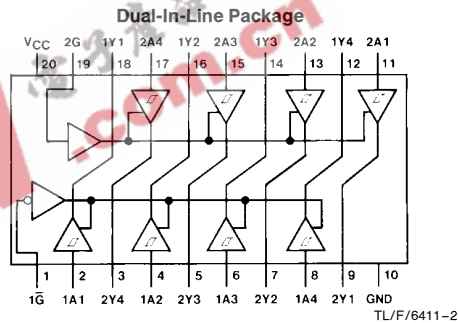 Dual-In-Line Package
VCC 2G 1Y1 2A4 1Y2 2A3 1Y3 2A2 1Y4 2A1
20 19 18 17 16 15 14 13 12 11
.com.cn
1 2 3 4 5 6 7 8 9 10
1G̅ 1A1 2Y4 1A2 2Y3 1A3 2Y2 1A4 2Y1 GND
TL/F/6411–2